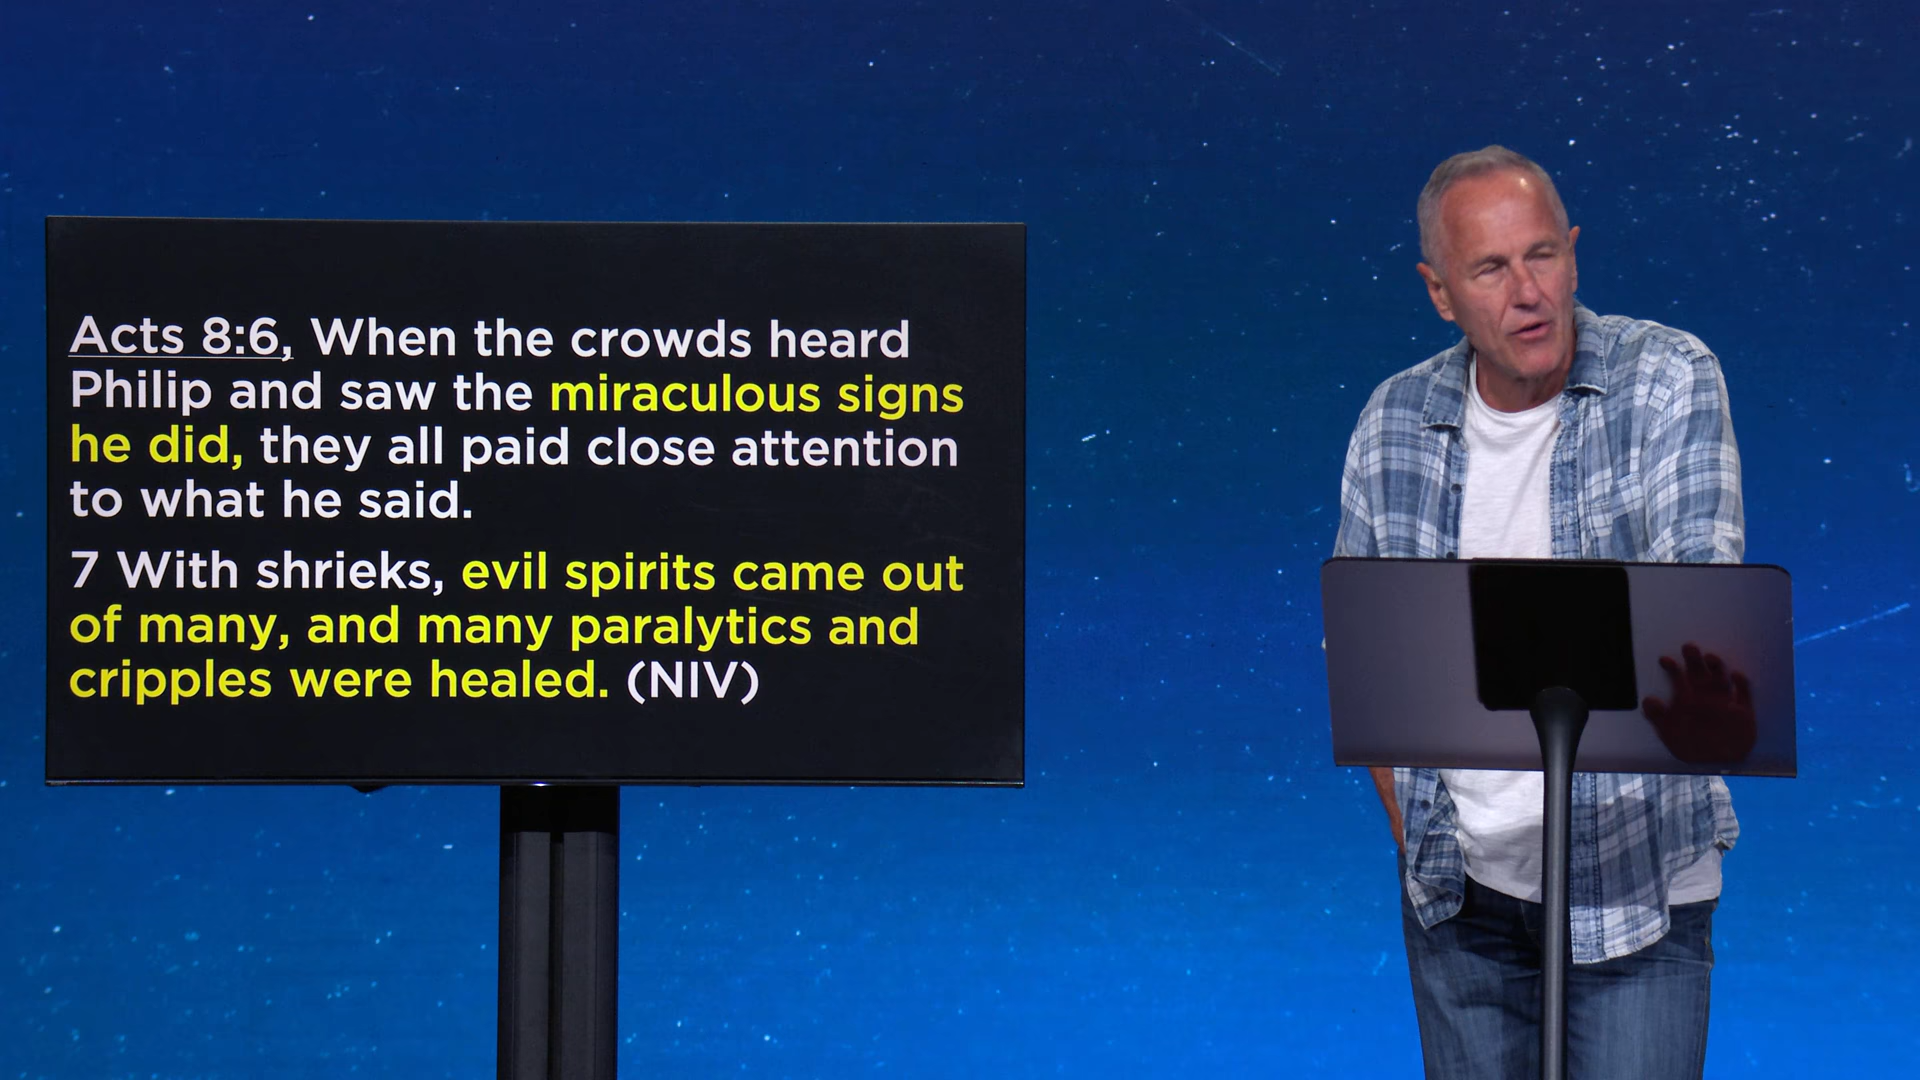 Acts 8:6, When the crowds heard
Philip and saw the miraculous signs
he did, they all paid close attention
to what he said.
7 With shrieks, evil spirits came out
of many, and many paralytics and
cripples were healed. (NIV)